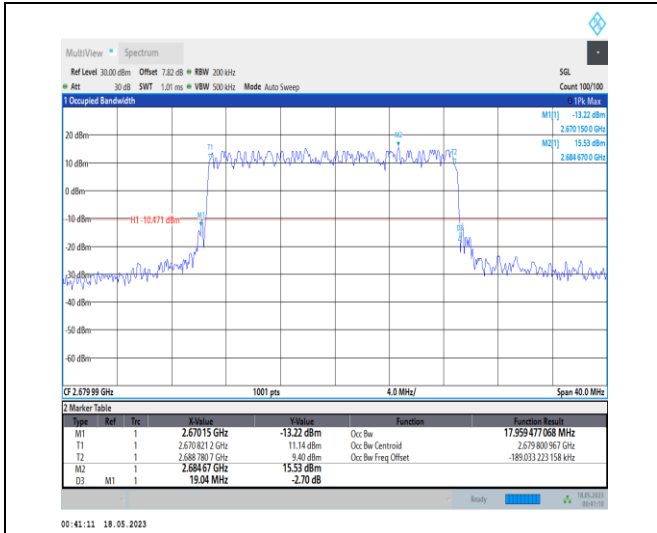 MultiView Spectrum
Ref Level 30.00 dBm Offset 7.82 dB RBW 200 kHz SGL
Att 30 dB SWT 1.01 ms VBW 500 kHz Mode Auto Sweep Count 100/100
1 Occupied Bandwidth 1Pk Max
M1[1] -13.22 dBm
2.670 150 0 GHz
M2[1] 15.53 dBm
2.684 670 0 GHz
20 dBm
10 dBm
0 dBm
-10 dBm
-30 dBm
-40 dBm
-50 dBm
-60 dBm
H1 -10.471 dBm
T1
M2
T2
M1
CF 2.679 99 GHz 1001 pts 4.0 MHz/ Span 40.0 MHz
2 Marker Table
Type Ref Trc X-Value Y-Value Function Function Result
M1 1 2.67015 GHz -13.22 dBm Occ Bw 17.959 477 068 MHz
T1 1 2.670 821 2 GHz 11.14 dBm Occ Bw Centroid 2.679 800 967 GHz
T2 1 2.688 780 7 GHz 9.40 dBm Occ Bw Freq Offset -189.033 223 158 kHz
M2 1 2.68467 GHz 15.53 dBm
D3 M1 1 19.04 MHz -2.70 dB
Ready 18.05.2023
00:41:10
00:41:11 18.05.2023